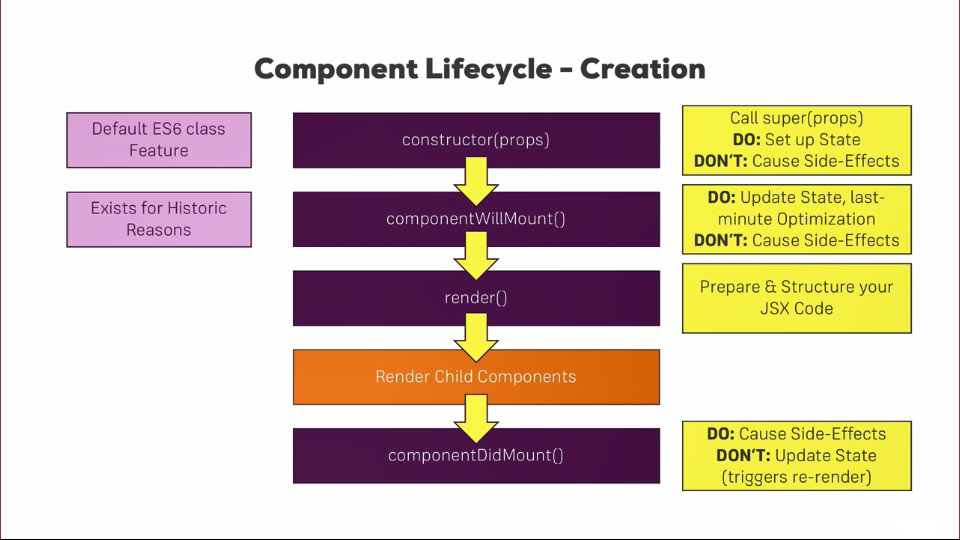 Component Lifecycle – Creation
Default ES6 class
Feature
constructor(props)
Call super(props)
DO: Set up State
DON'T: Cause Side-Effects
Exists for Historic
Reasons
componentWillMount()
DO: Update State, last-
minute Optimization
DON'T: Cause Side-Effects
render()
Prepare & Structure your
JSX Code
Render Child Components
componentDidMount()
DO: Cause Side-Effects
DON'T: Update State
(triggers re-render)